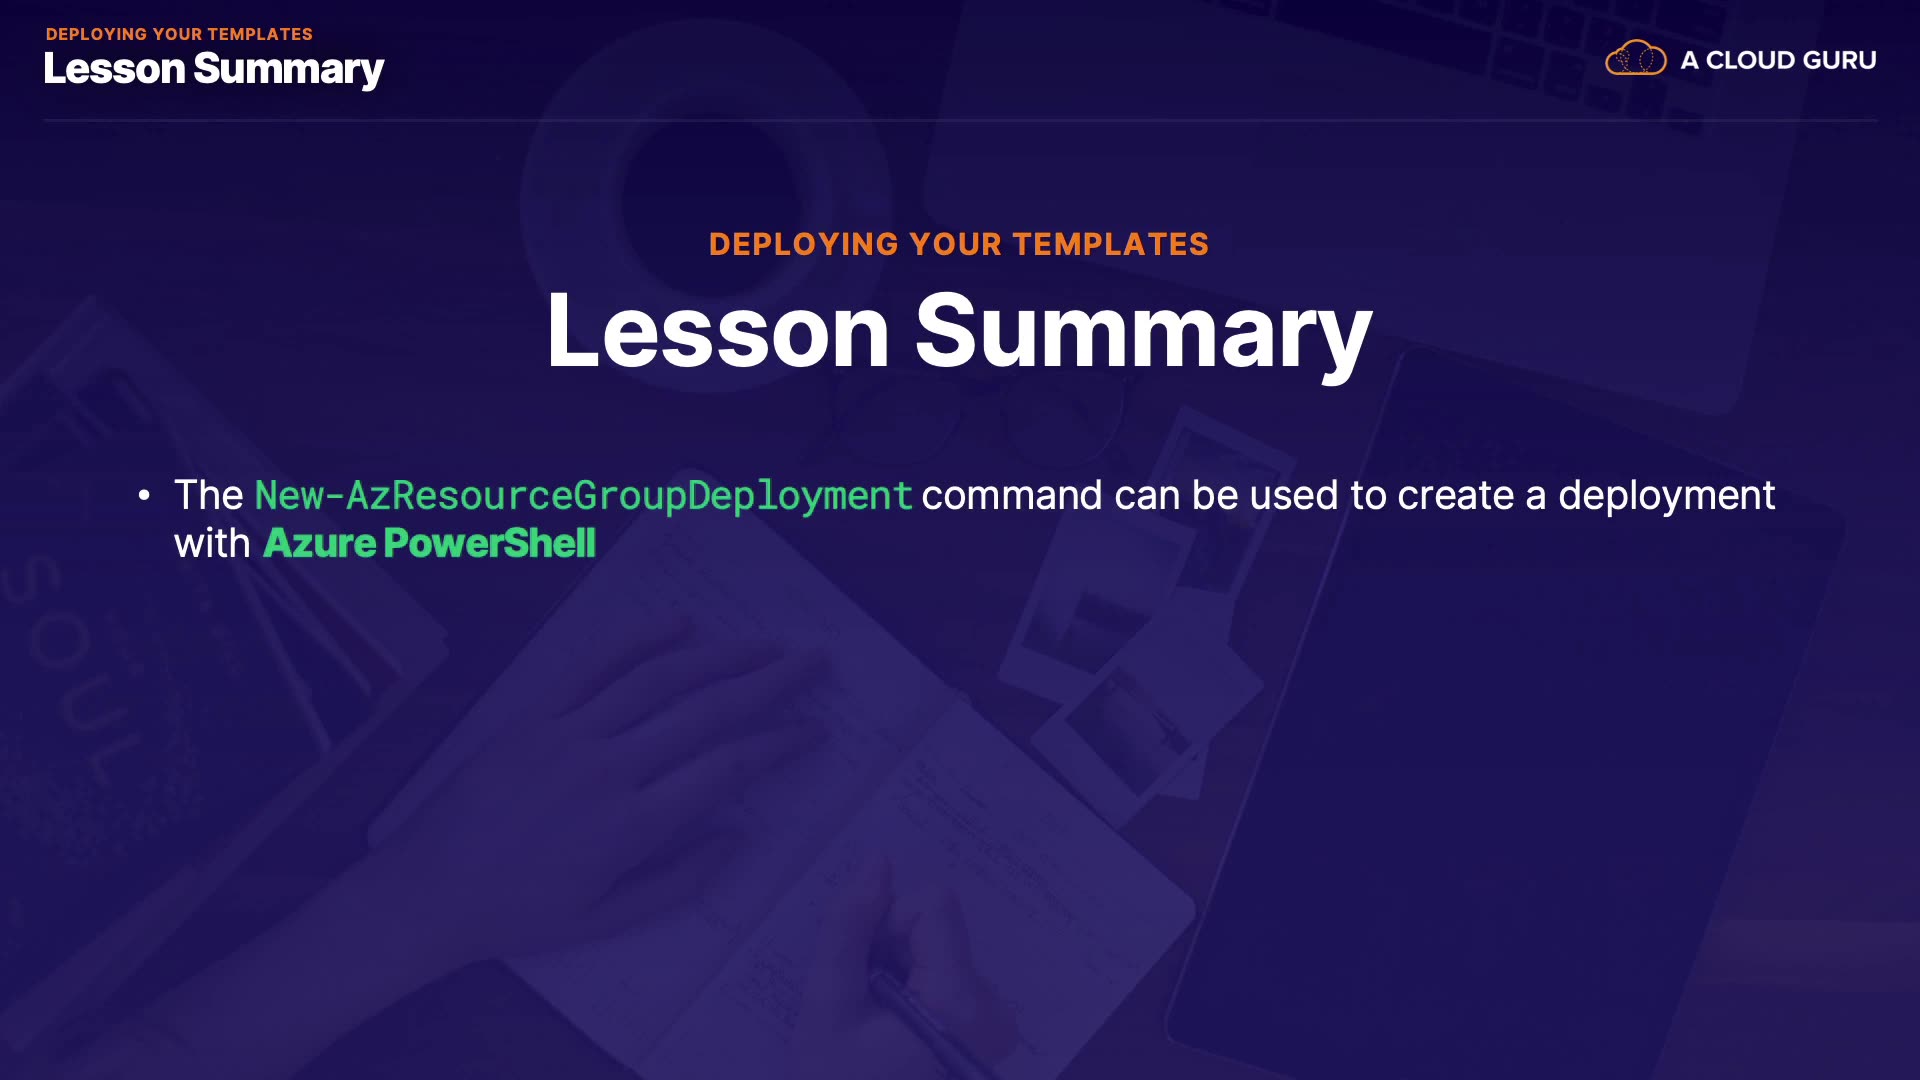 DEPLOYING YOUR TEMPLATES
Lesson Summary
A CLOUD GURU
DEPLOYING YOUR TEMPLATES
Lesson Summary
• The New-AzResourceGroupDeployment command can be used to create a deployment
with Azure PowerShell
SOUL